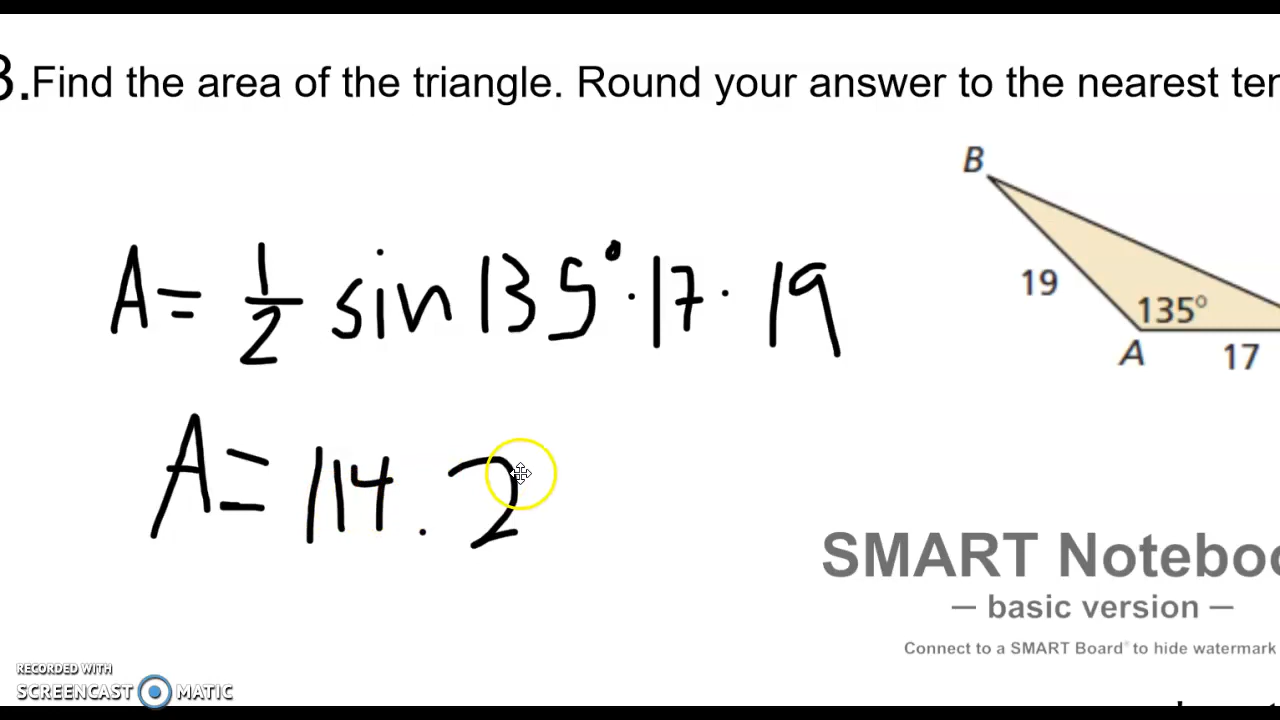 3. Find the area of the triangle. Round your answer to the nearest ten
B
A = 1/2 sin 135° · 17 · 19
19
135°
A
17
A = 114.2
SMART Notebo
— basic version —
Connect to a SMART Board® to hide watermark
RECORDED WITH
SCREENCAST MATIC